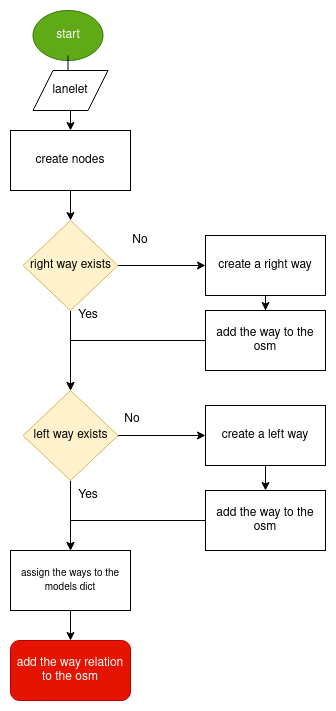 start
lanelet
create nodes
right way exists
No
create a right way
Yes
add the way to the
osm
left way exists
No
create a left way
Yes
add the way to the
osm
assign the ways to the
models dict
add the way relation
to the osm